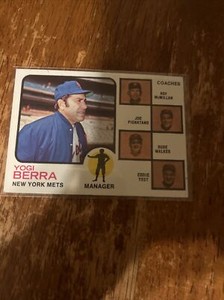 COACHES
ROY
McMILLAN
JOE
PIGNATANO
RUBE
WALKER
EDDIE
YOST
YOGI
BERRA
NEW YORK METS
MANAGER